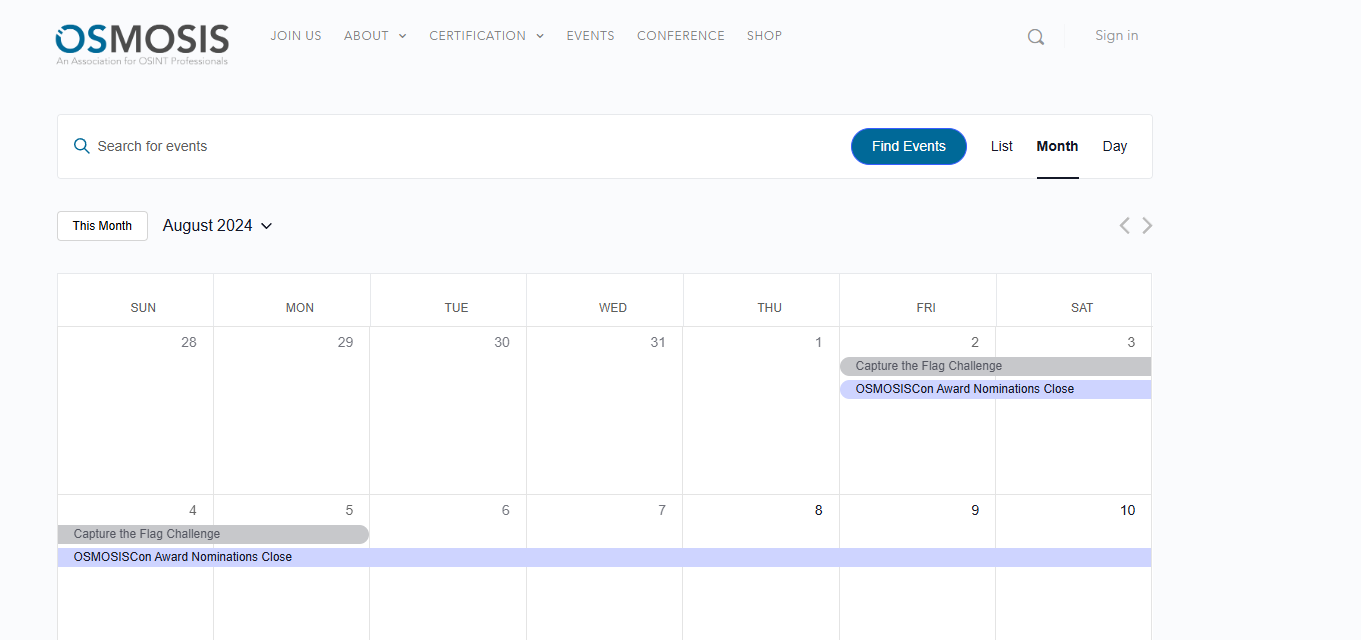 OSMOSIS
An Association for OSINT Professionals
JOIN US ABOUT CERTIFICATION EVENTS CONFERENCE SHOP
Sign in
Search for events
Find Events
List Month Day
This Month August 2024
SUN MON TUE WED THU FRI SAT
28 29 30 31 1 2 3
Capture the Flag Challenge
OSMOSISCon Award Nominations Close
4 5 6 7 8 9 10
Capture the Flag Challenge
OSMOSISCon Award Nominations Close